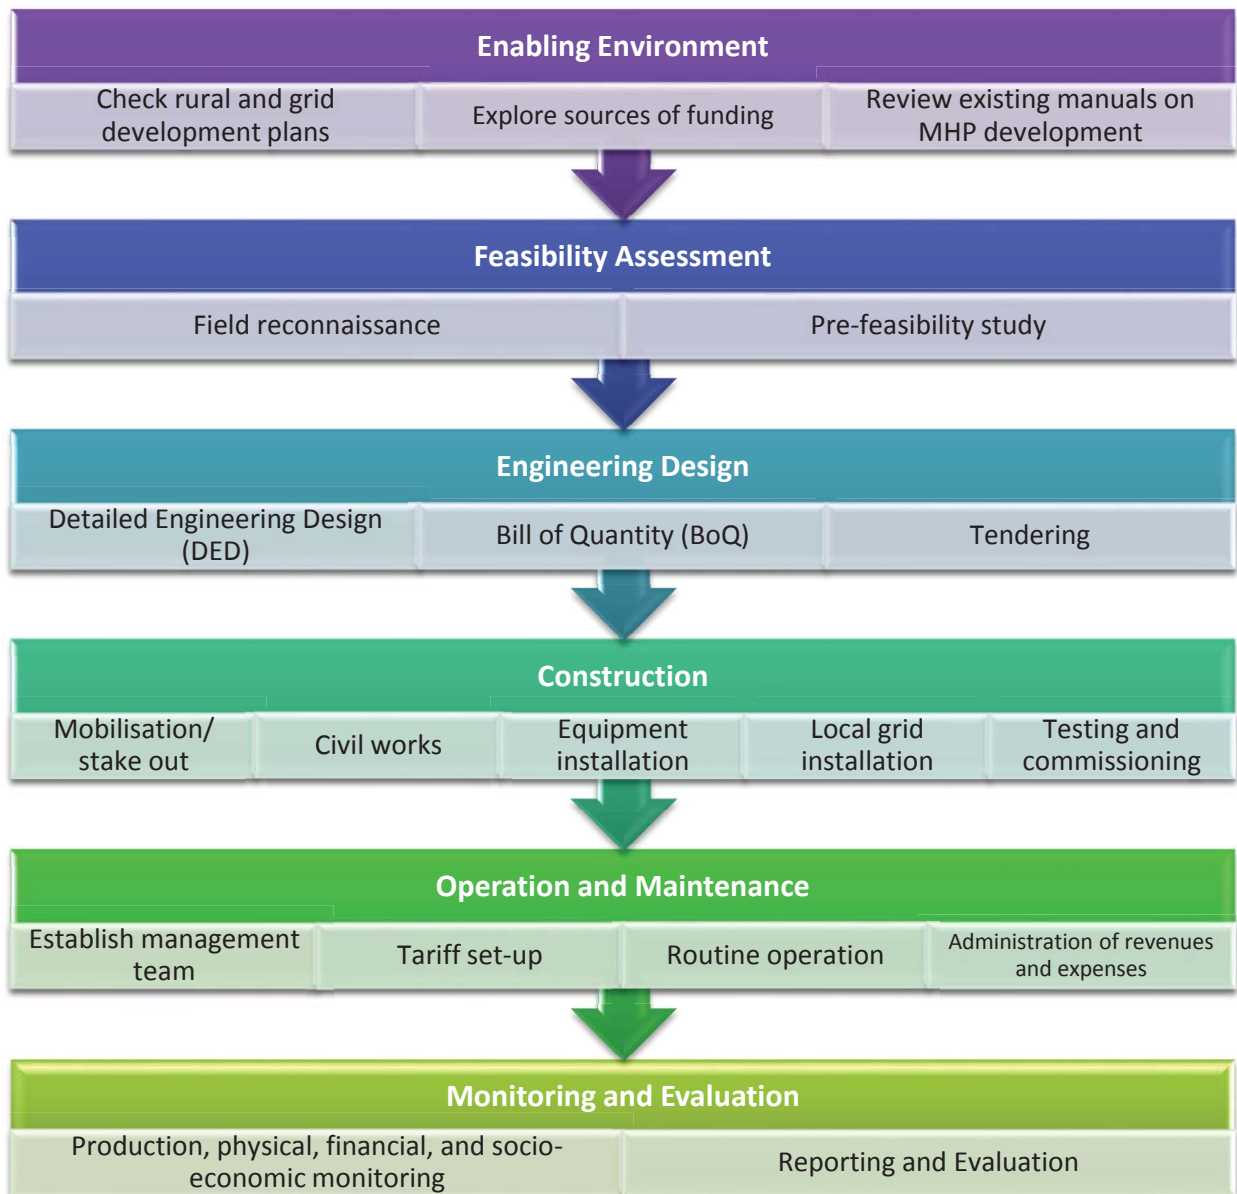 Enabling Environment
Check rural and grid
development plans
Explore sources of funding
Review existing manuals on
MHP development
Feasibility Assessment
Field reconnaissance
Pre-feasibility study
Engineering Design
Detailed Engineering Design
(DED)
Bill of Quantity (BoQ)
Tendering
Construction
Mobilisation/
stake out
Civil works
Equipment
installation
Local grid
installation
Testing and
commissioning
Operation and Maintenance
Establish management
team
Tariff set-up
Routine operation
Administration of revenues
and expenses
Monitoring and Evaluation
Production, physical, financial, and socio-
economic monitoring
Reporting and Evaluation